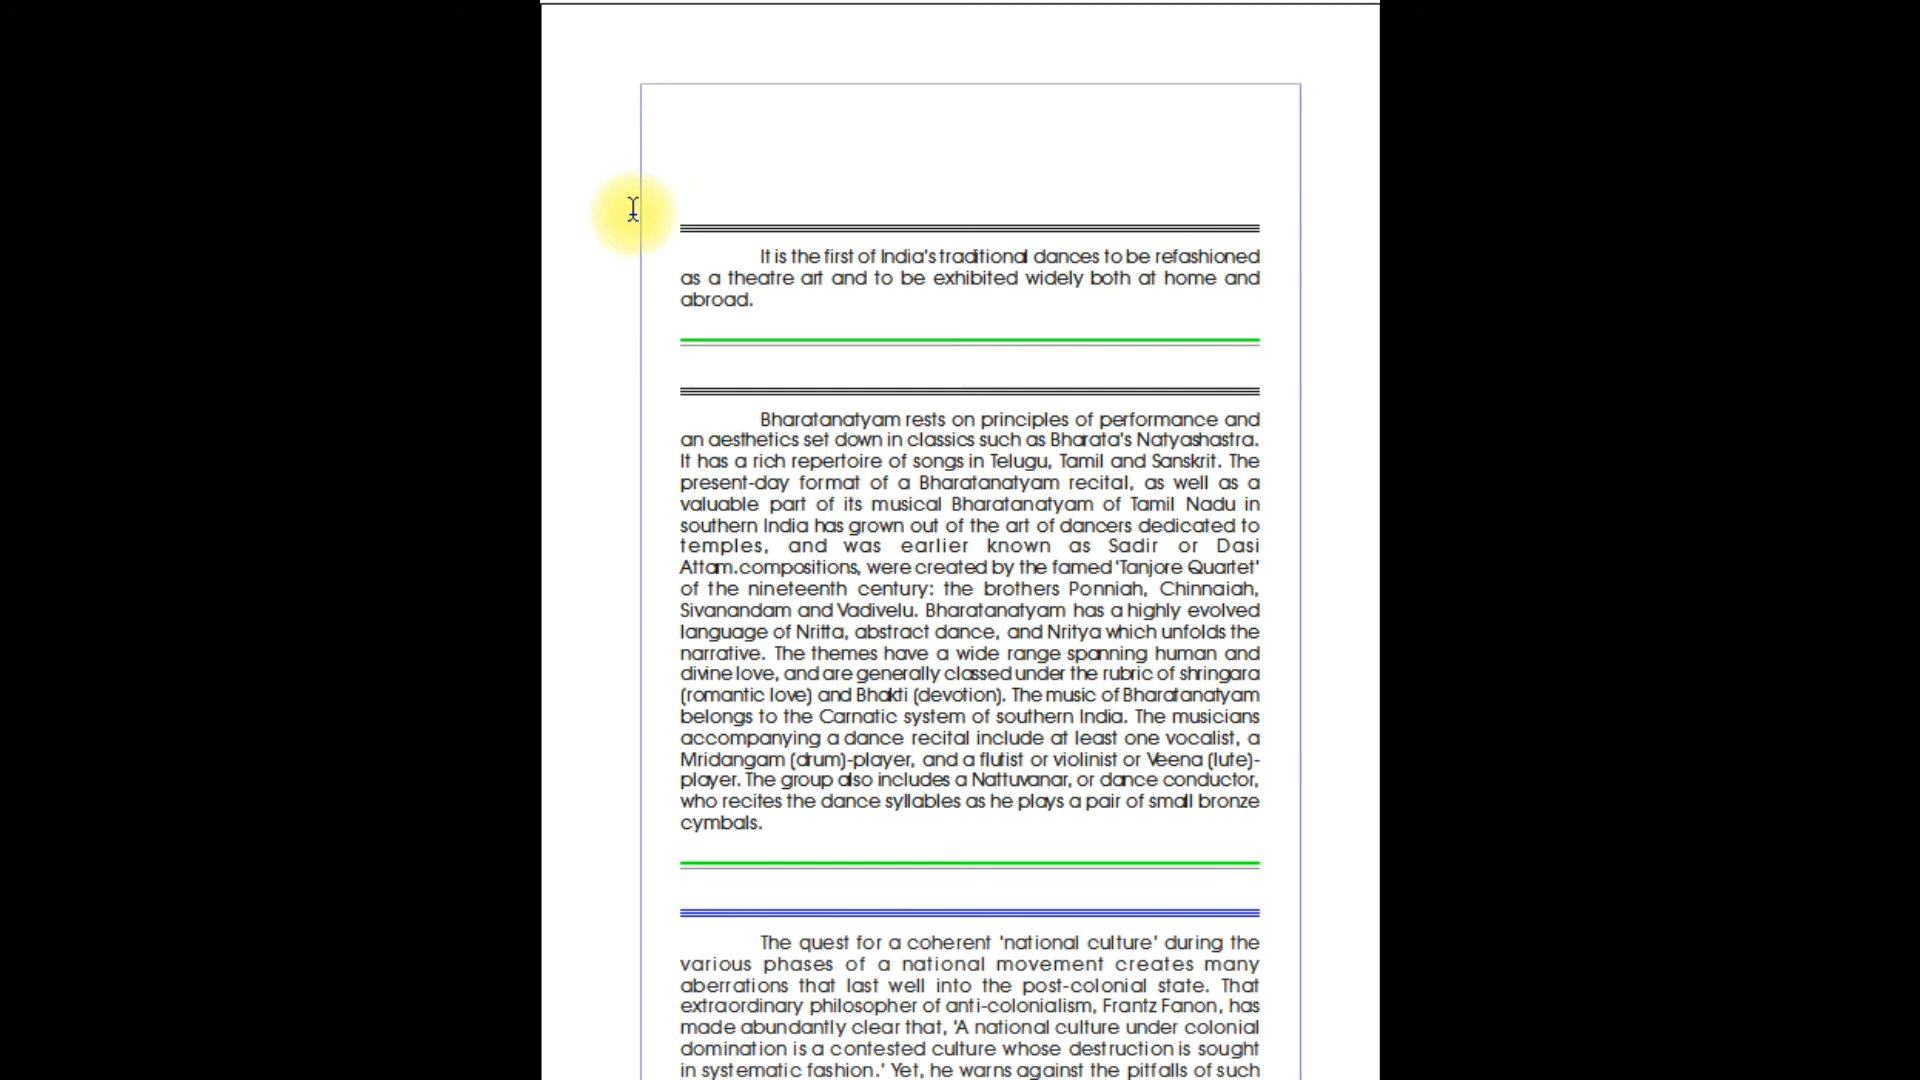 It is the first of India's traditional dances to be refashioned
as a theatre art and to be exhibited widely both at home and
abroad.
Bharatanatyam rests on principles of performance and
an aesthetics set down in classics such as Bharata's Natyashastra.
It has a rich repertoire of songs in Telugu, Tamil and Sanskrit. The
present-day format of a Bharatanatyam recital, as well as a
valuable part of its musical Bharatanatyam of Tamil Nadu in
southern India has grown out of the art of dancers dedicated to
temples, and was earlier known as Sadir or Dasi
Attam.compositions, were created by the famed 'Tanjore Quartet'
of the nineteenth century: the brothers Ponniah, Chinnaiah,
Sivanandam and Vadivelu. Bharatanatyam has a highly evolved
language of Nritta, abstract dance, and Nritya which unfolds the
narrative. The themes have a wide range spanning human and
divine love, and are generally classed under the rubric of shringara
(romantic love) and Bhakti (devotion). The music of Bharatanatyam
belongs to the Carnatic system of southern India. The musicians
accompanying a dance recital include at least one vocalist, a
Mridangam (drum)-player, and a flutist or violinist or Veena (lute)-
player. The group also includes a Nattuvanar, or dance conductor,
who recites the dance syllables as he plays a pair of small bronze
cymbals.
The quest for a coherent 'national culture' during the
various phases of a national movement creates many
aberrations that last well into the post-colonial state. That
extraordinary philosopher of anti-colonialism, Frantz Fanon, has
made abundantly clear that, 'A national culture under colonial
domination is a contested culture whose destruction is sought
in systematic fashion.' Yet, he warns against the pitfalls of such